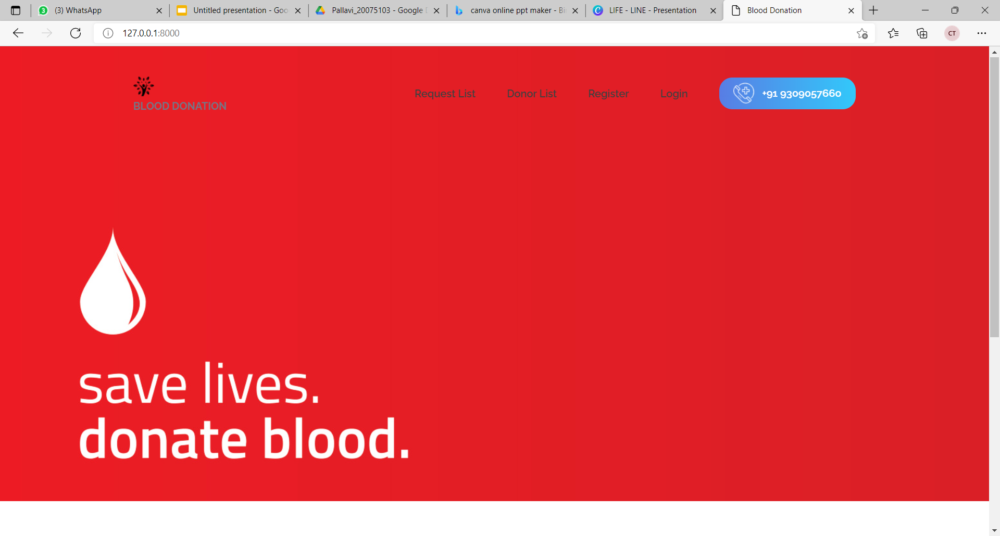 3 (3) WhatsApp
Untitled presentation - Goo
Pallavi_20075103 - Google
canva online ppt maker - Bi
LIFE - LINE - Presentation
Blood Donation
127.0.0.1:8000
CT
BLOOD DONATION
Request List
Donor List
Register
Login
+91 9309057660
save lives.
donate blood.